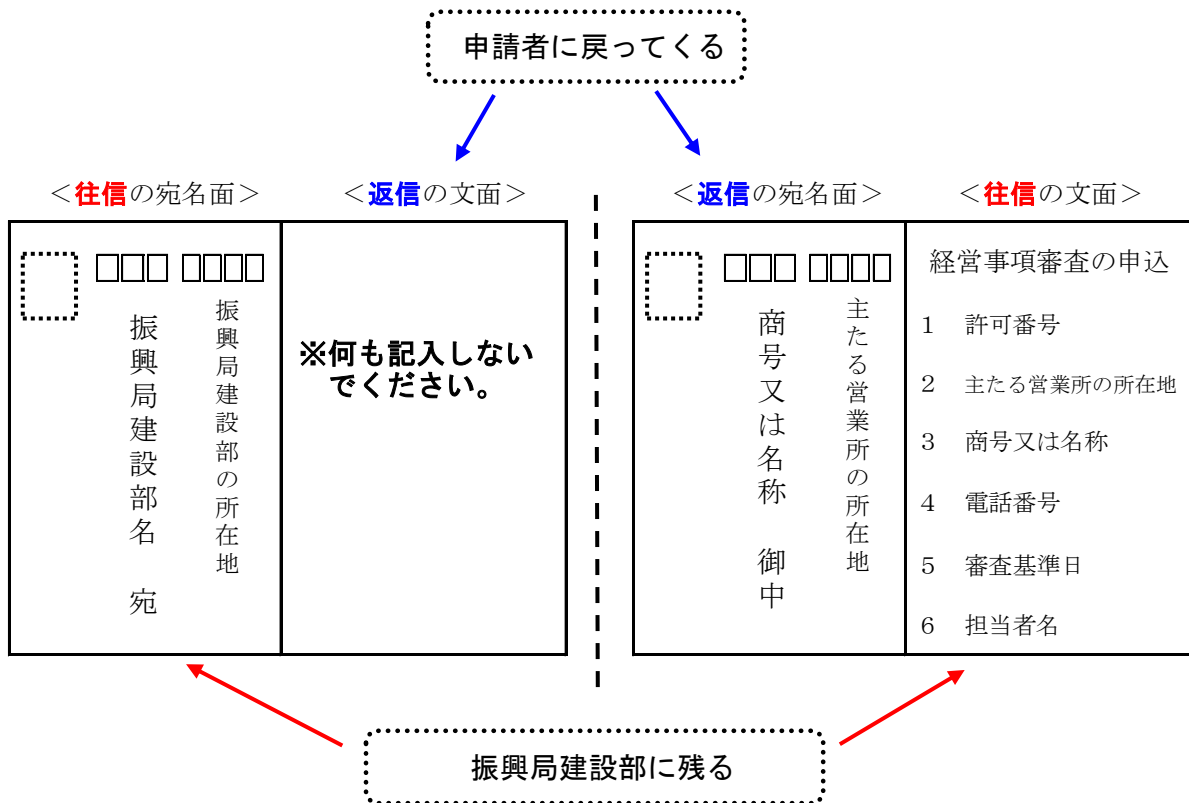 申請者に戻ってくる
＜往信の宛名面＞
＜返信の文面＞
＜返信の宛名面＞
＜往信の文面＞
振興局建設部の所在地
振興局建設部名　宛
※何も記入しない
でください。
主たる営業所の所在地
商号又は名称　御中
経営事項審査の申込
1　許可番号
2　主たる営業所の所在地
3　商号又は名称
4　電話番号
5　審査基準日
6　担当者名
振興局建設部に残る